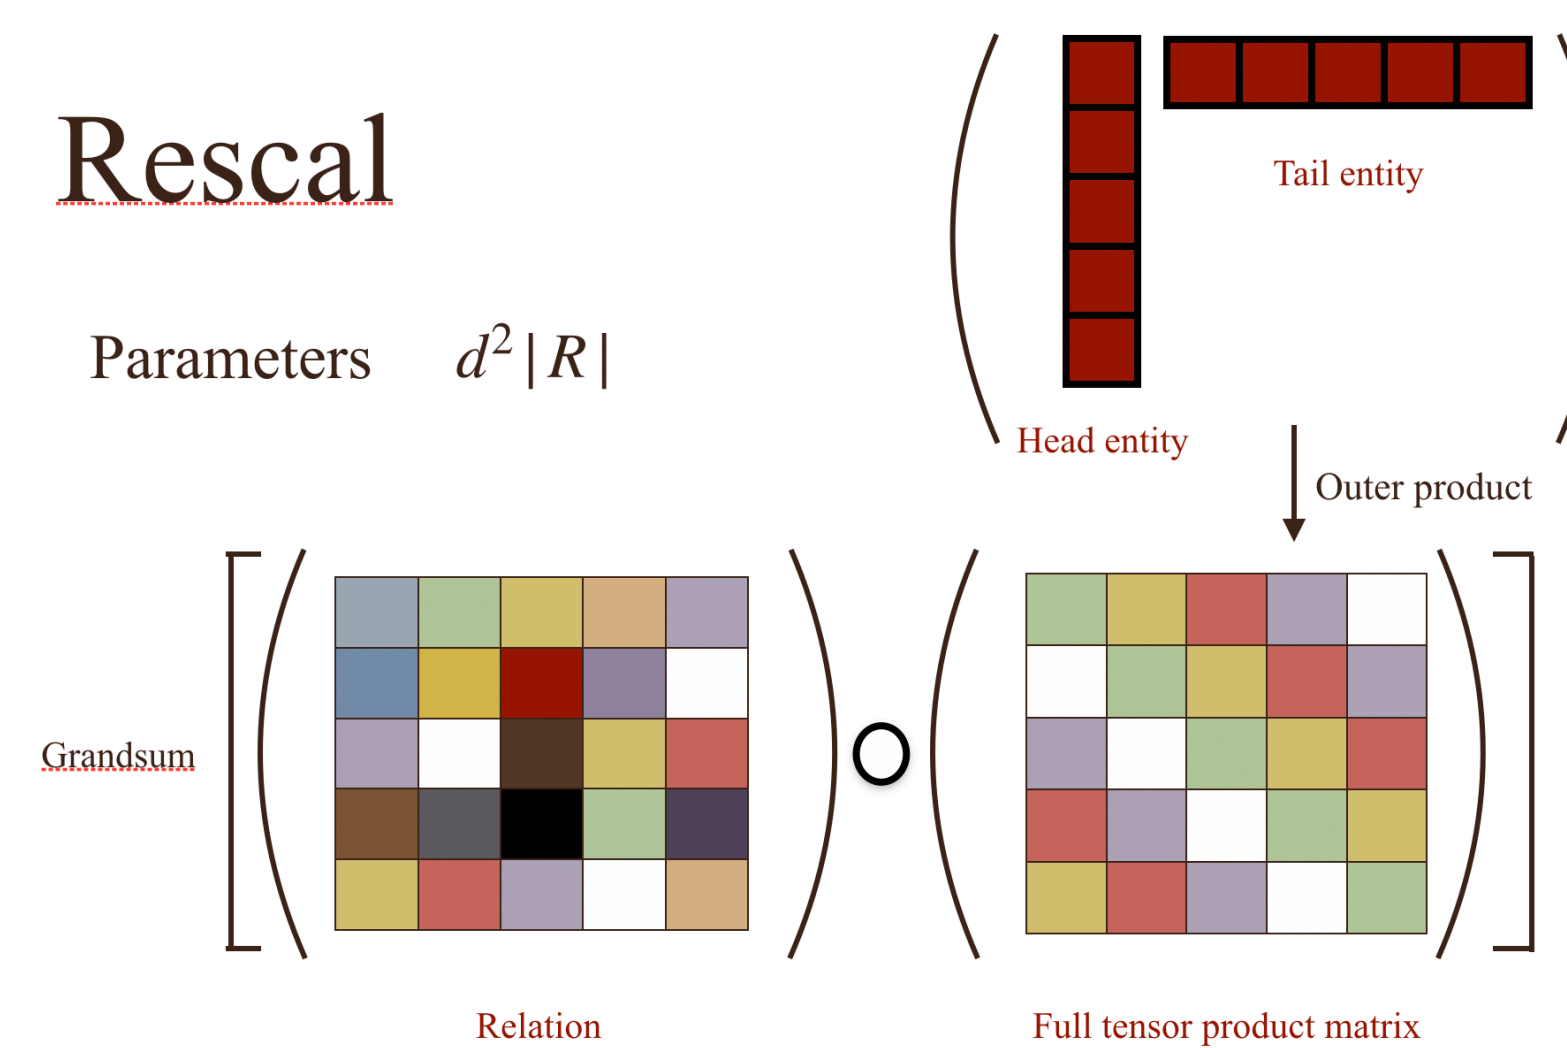 Rescal
Tail entity
Parameters d²|R|
Head entity
Outer product
Grandsum
Relation
Full tensor product matrix